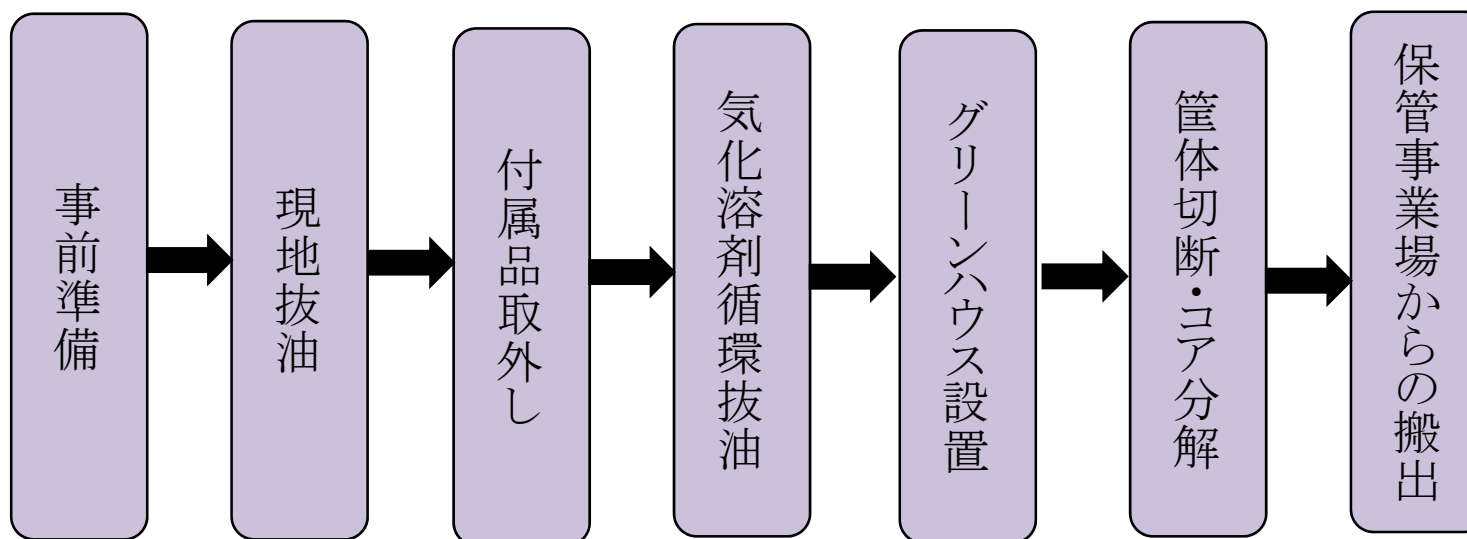 事前準備
現地抜油
付属品取外し
気化溶剤循環抜油
グリーンハウス設置
筐体切断・コア分解
保管事業場からの搬出